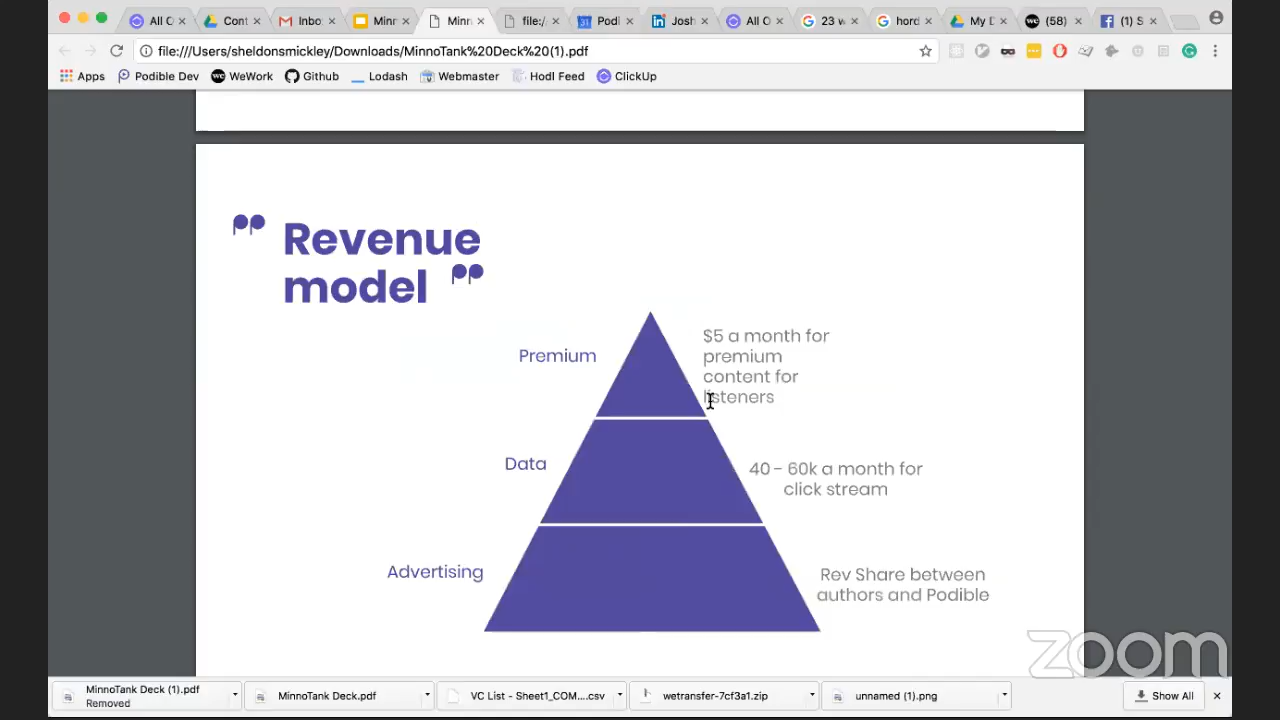 All C
Cont
Inbo
Minr
Minn
file:/
Podi
Josh
All C
23 v
hord
My D
(58)
(1) S
file:///Users/sheldonsmickley/Downloads/MinnoTank%20Deck%20(1).pdf
Apps
Podible Dev
WeWork
Github
Lodash
Webmaster
Hodl Feed
ClickUp
Revenue
model
Premium
$5 a month for
premium
content for
listeners
Data
40 - 60k a month for
click stream
Advertising
Rev Share between
authors and Podible
zoom
MinnoTank Deck (1).pdf
Removed
MinnoTank Deck.pdf
VC List - Sheet1_COM....csv
wetransfer-7cf3a1.zip
unnamed (1).png
Show All